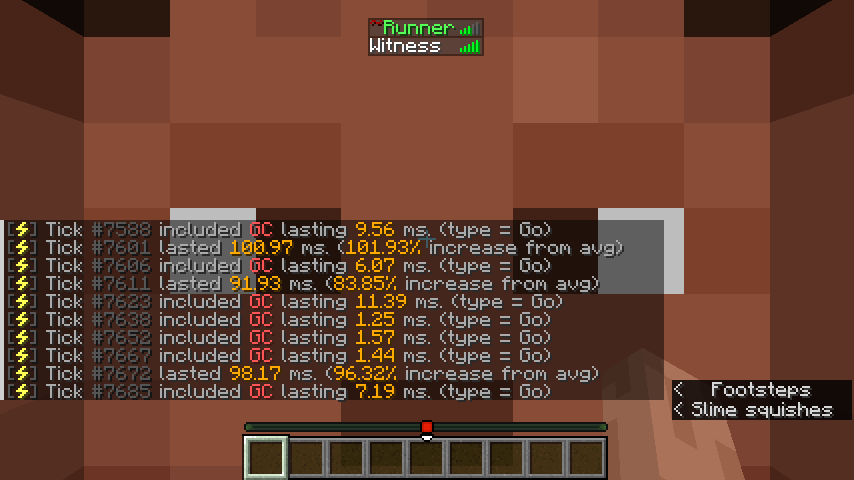 Runner
Witness
[⚡] Tick #7588 included GC lasting 9.56 ms. (type = Go)
[⚡] Tick #7601 lasted 100.97 ms. (101.93% increase from avg)
[⚡] Tick #7606 included GC lasting 6.07 ms. (type = Go)
[⚡] Tick #7611 lasted 91.93 ms. (83.85% increase from avg)
[⚡] Tick #7623 included GC lasting 11.39 ms. (type = Go)
[⚡] Tick #7638 included GC lasting 1.25 ms. (type = Go)
[⚡] Tick #7652 included GC lasting 1.57 ms. (type = Go)
[⚡] Tick #7667 included GC lasting 1.44 ms. (type = Go)
[⚡] Tick #7672 lasted 98.17 ms. (96.32% increase from avg)
[⚡] Tick #7685 included GC lasting 7.19 ms. (type = Go)
< Footsteps
< Slime squishes